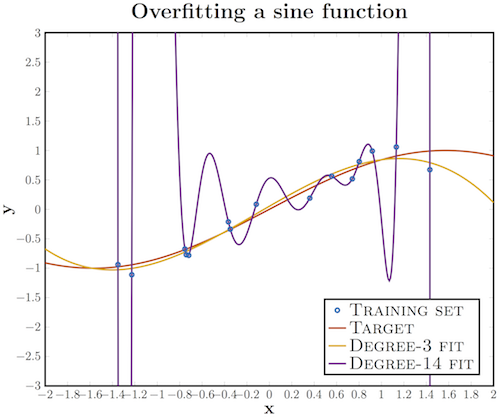 Overfitting a sine function
3
2.5
2
1.5
1
0.5
0
−0.5
−1
−1.5
−2
−2.5
−3
y
−2 −1.8 −1.6 −1.4 −1.2 −1 −0.8 −0.6 −0.4 −0.2 0 0.2 0.4 0.6 0.8 1 1.2 1.4 1.6 1.8 2
x
Training set
Target
Degree-3 fit
Degree-14 fit